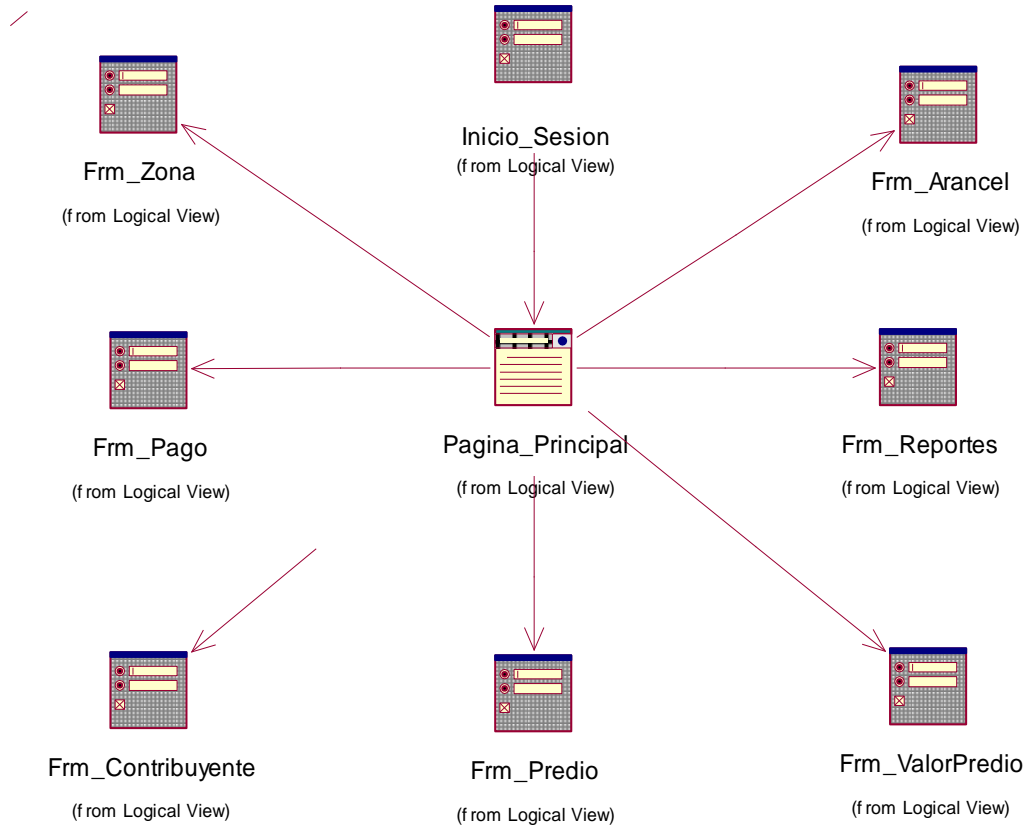 Inicio_Sesion
(from Logical View)
Frm_Zona
(from Logical View)
Frm_Arancel
(from Logical View)
Frm_Pago
(from Logical View)
Pagina_Principal
(from Logical View)
Frm_Reportes
(from Logical View)
Frm_Contribuyente
(from Logical View)
Frm_Predio
(from Logical View)
Frm_ValorPredio
(from Logical View)